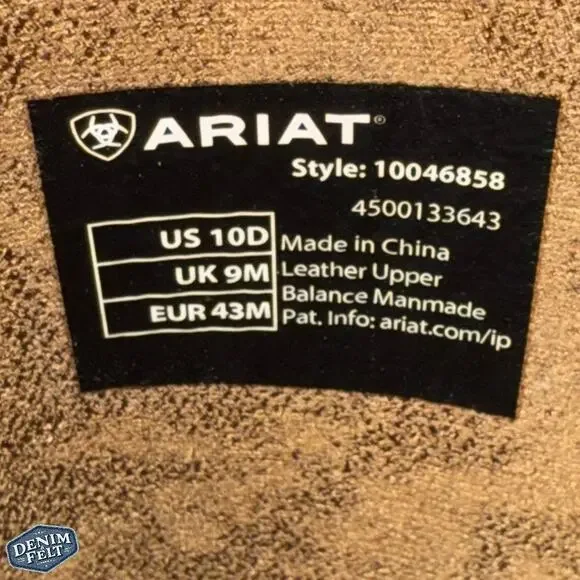 ARIAT®
Style: 10046858
4500133643
US 10D
UK 9M
EUR 43M
Made in China
Leather Upper
Balance Manmade
Pat. Info: ariat.com/ip
DENIM
FELT